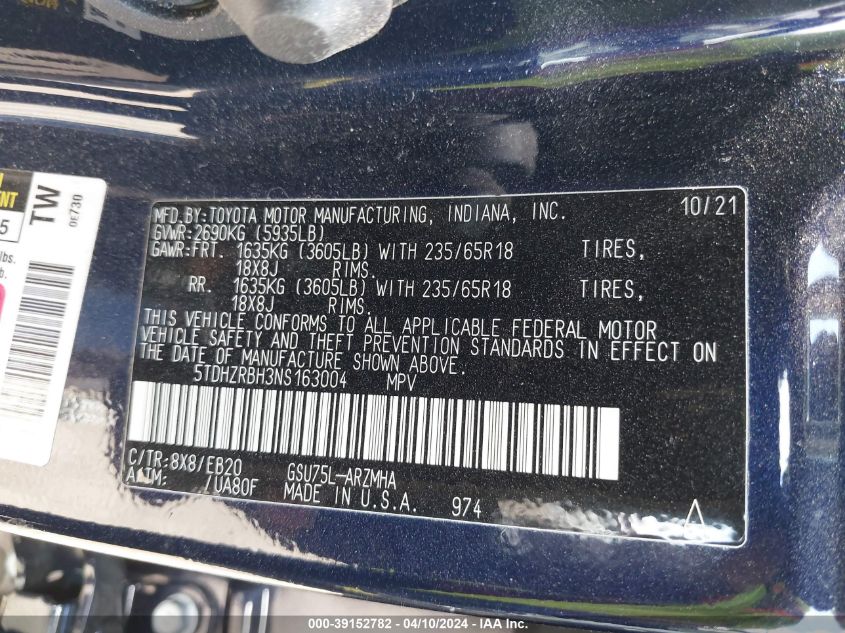 MFD.BY:TOYOTA MOTOR MANUFACTURING, INDIANA, INC. 10/21
GVWR:2690KG (5935LB)
GAWR:FRT. 1635KG (3605LB) WITH 235/65R18 TIRES,
18X8J RIMS.
RR. 1635KG (3605LB) WITH 235/65R18 TIRES,
18X8J RIMS.
THIS VEHICLE CONFORMS TO ALL APPLICABLE FEDERAL MOTOR
VEHICLE SAFETY AND THEFT PREVENTION STANDARDS IN EFFECT ON
THE DATE OF MANUFACTURE SHOWN ABOVE.
5TDHZRBH3NS163004 MPV
C/TR:8X8/EB20 GSU75L-ARZMHA
A/TM: /UA80F MADE IN U.S.A. 974
TW
0E730
5
lbs.
b.
000-39152782 - 04/10/2024 - IAA Inc.